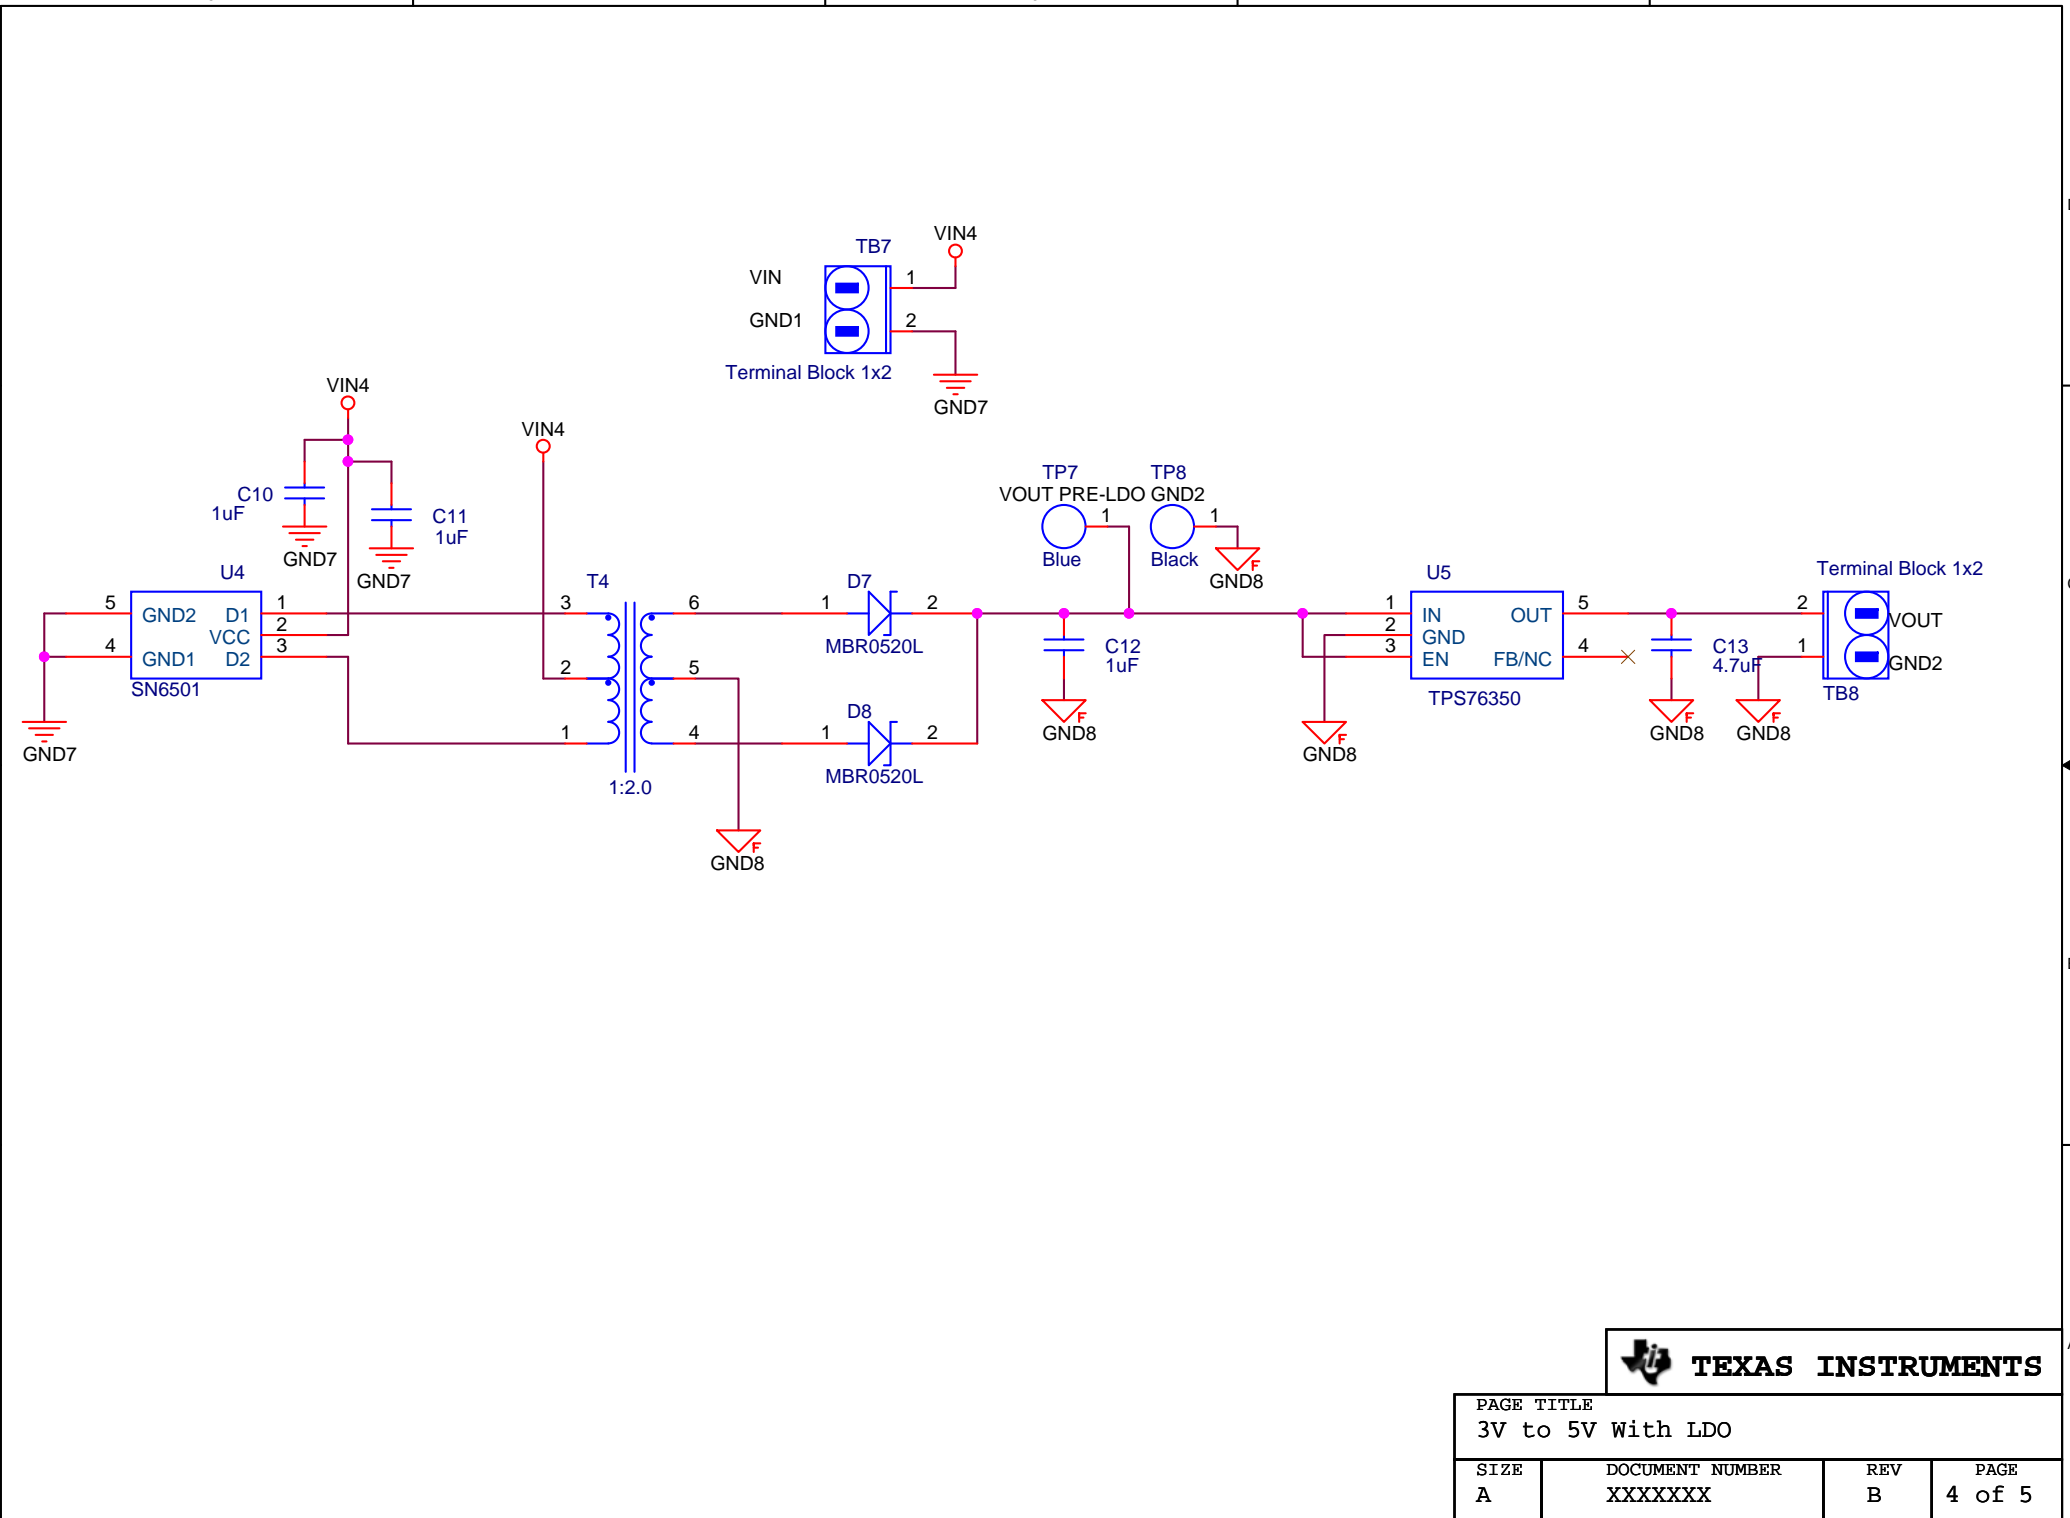 TB7
VIN4
VIN
1
GND1
2
Terminal Block 1x2
GND7
VIN4
VIN4
C10
1uF
GND7
C11
1uF
GND7
TP7
VOUT PRE-LDO
1
Blue
TP8
GND2
1
Black
GND8
U4
5
GND2
D1
1
VCC
2
4
GND1
D2
3
SN6501
GND7
T4
3
6
2
5
1
4
1:2.0
GND8
D7
1
2
MBR0520L
D8
1
2
MBR0520L
C12
1uF
GND8
U5
1
IN
OUT
5
2
GND
3
EN
FB/NC
4
TPS76350
GND8
C13
4.7uF
GND8
Terminal Block 1x2
2
VOUT
1
GND2
TB8
GND8
TEXAS INSTRUMENTS
PAGE TITLE
3V to 5V With LDO
SIZE
A
DOCUMENT NUMBER
XXXXXXX
REV
B
PAGE
4 of 5